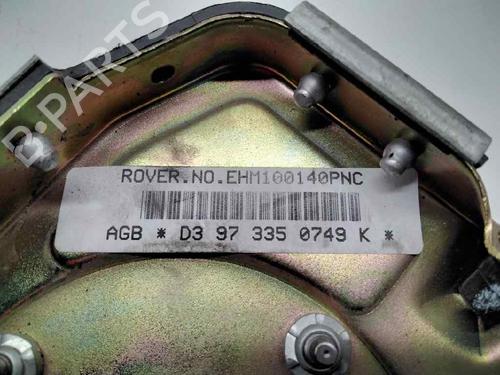 B-PARTS
ROVER.NO.EHM100140PNC
AGB * D3 97 335 0749 K *